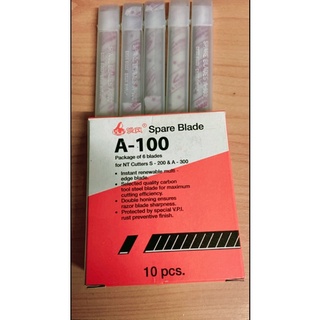 Spare Blade
A-100
Package of 6 blades
for NT Cutters S - 200 & A - 300
• Instant renewable multi -
edge blade.
• Selected quality carbon
tool steel blade for maximum
cutting efficiency.
• Double honing ensures
razor blade sharpness.
• Protected by special V.P.I.
rust preventive finish.
10 pcs.